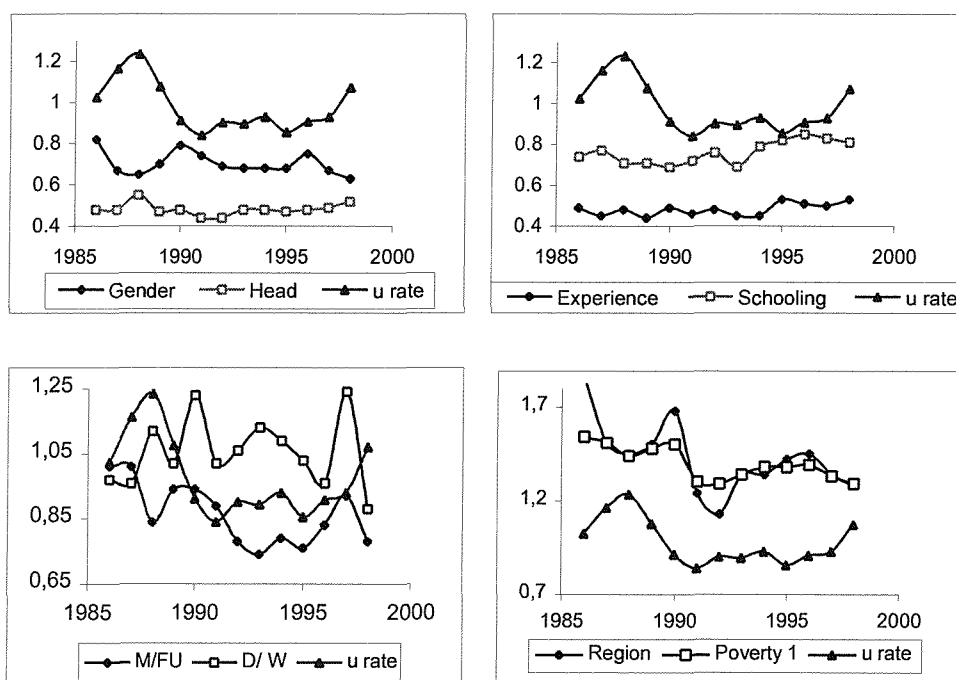 1.2
1
0.8
0.6
0.4
1985 1990 1995 2000
Gender Head u rate
1.2
1
0.8
0.6
0.4
1985 1990 1995 2000
Experience Schooling u rate
1,25
1,05
0,85
0,65
1985 1990 1995 2000
M/FU D/ W u rate
1,7
1,2
0,7
1985 1990 1995 2000
Region Poverty 1 u rate